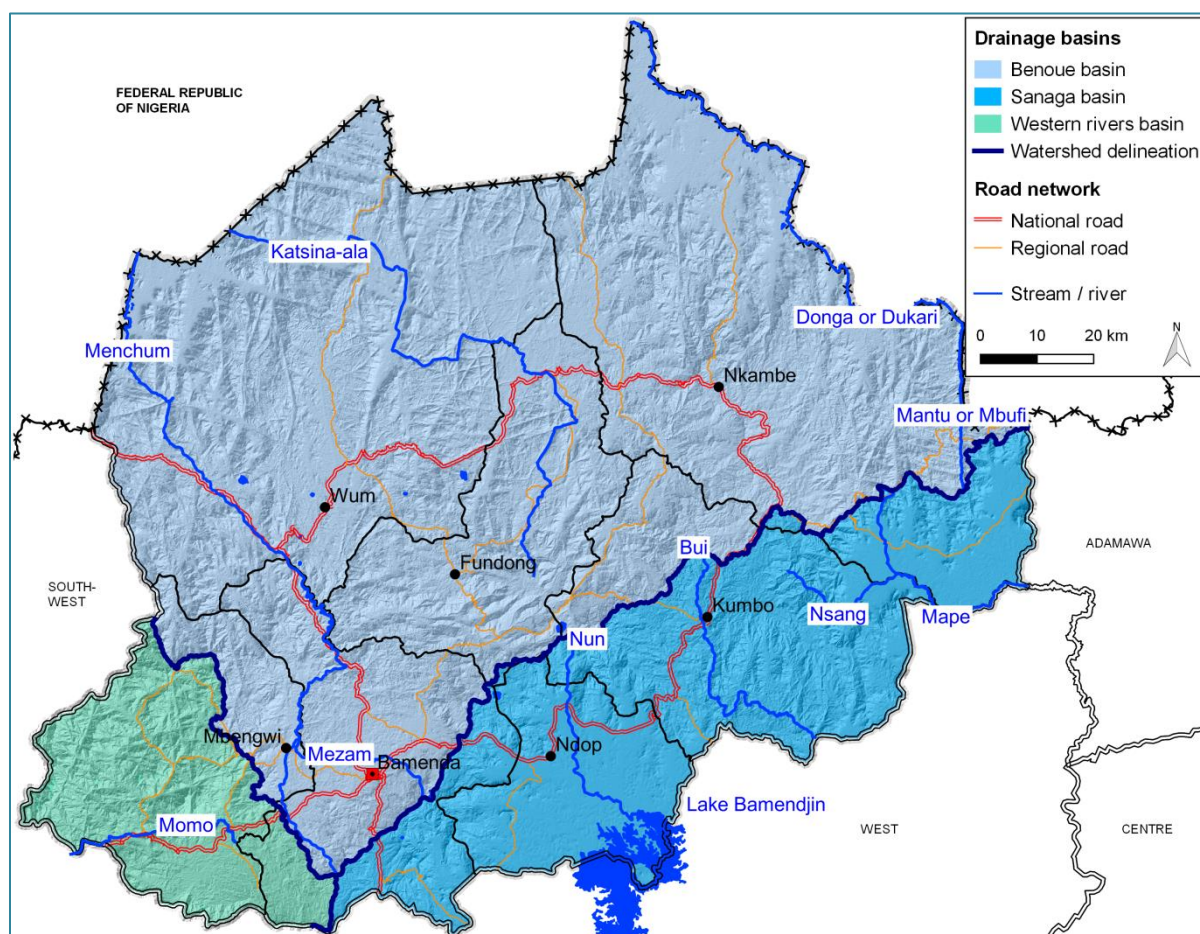 FEDERAL REPUBLIC
OF NIGERIA
Drainage basins
Benoue basin
Sanaga basin
Western rivers basin
Watershed delineation
Road network
National road
Regional road
Stream / river
0 10 20 km
N
Katsina-ala
Donga or Dukari
Menchum
Nkambe
Mantu or Mbufi
Wum
ADAMAWA
Bui
Fundong
SOUTH-
WEST
Kumbo
Nsang
Mape
Nun
Mbengwi
Mezam
Ndop
Bamenda
Lake Bamendjin
Momo
WEST
CENTRE